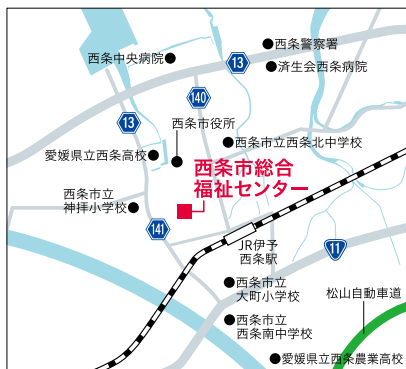 西条警察署
西条中央病院
13
済生会西条病院
140
13
西条市役所
西条市立西条北中学校
愛媛県立西条高校
西条市総合
福祉センター
西条市立
神拝小学校
141
JR伊予
西条駅
11
西条市立
大町小学校
松山自動車道
西条市立
西条南中学校
愛媛県立西条農業高校